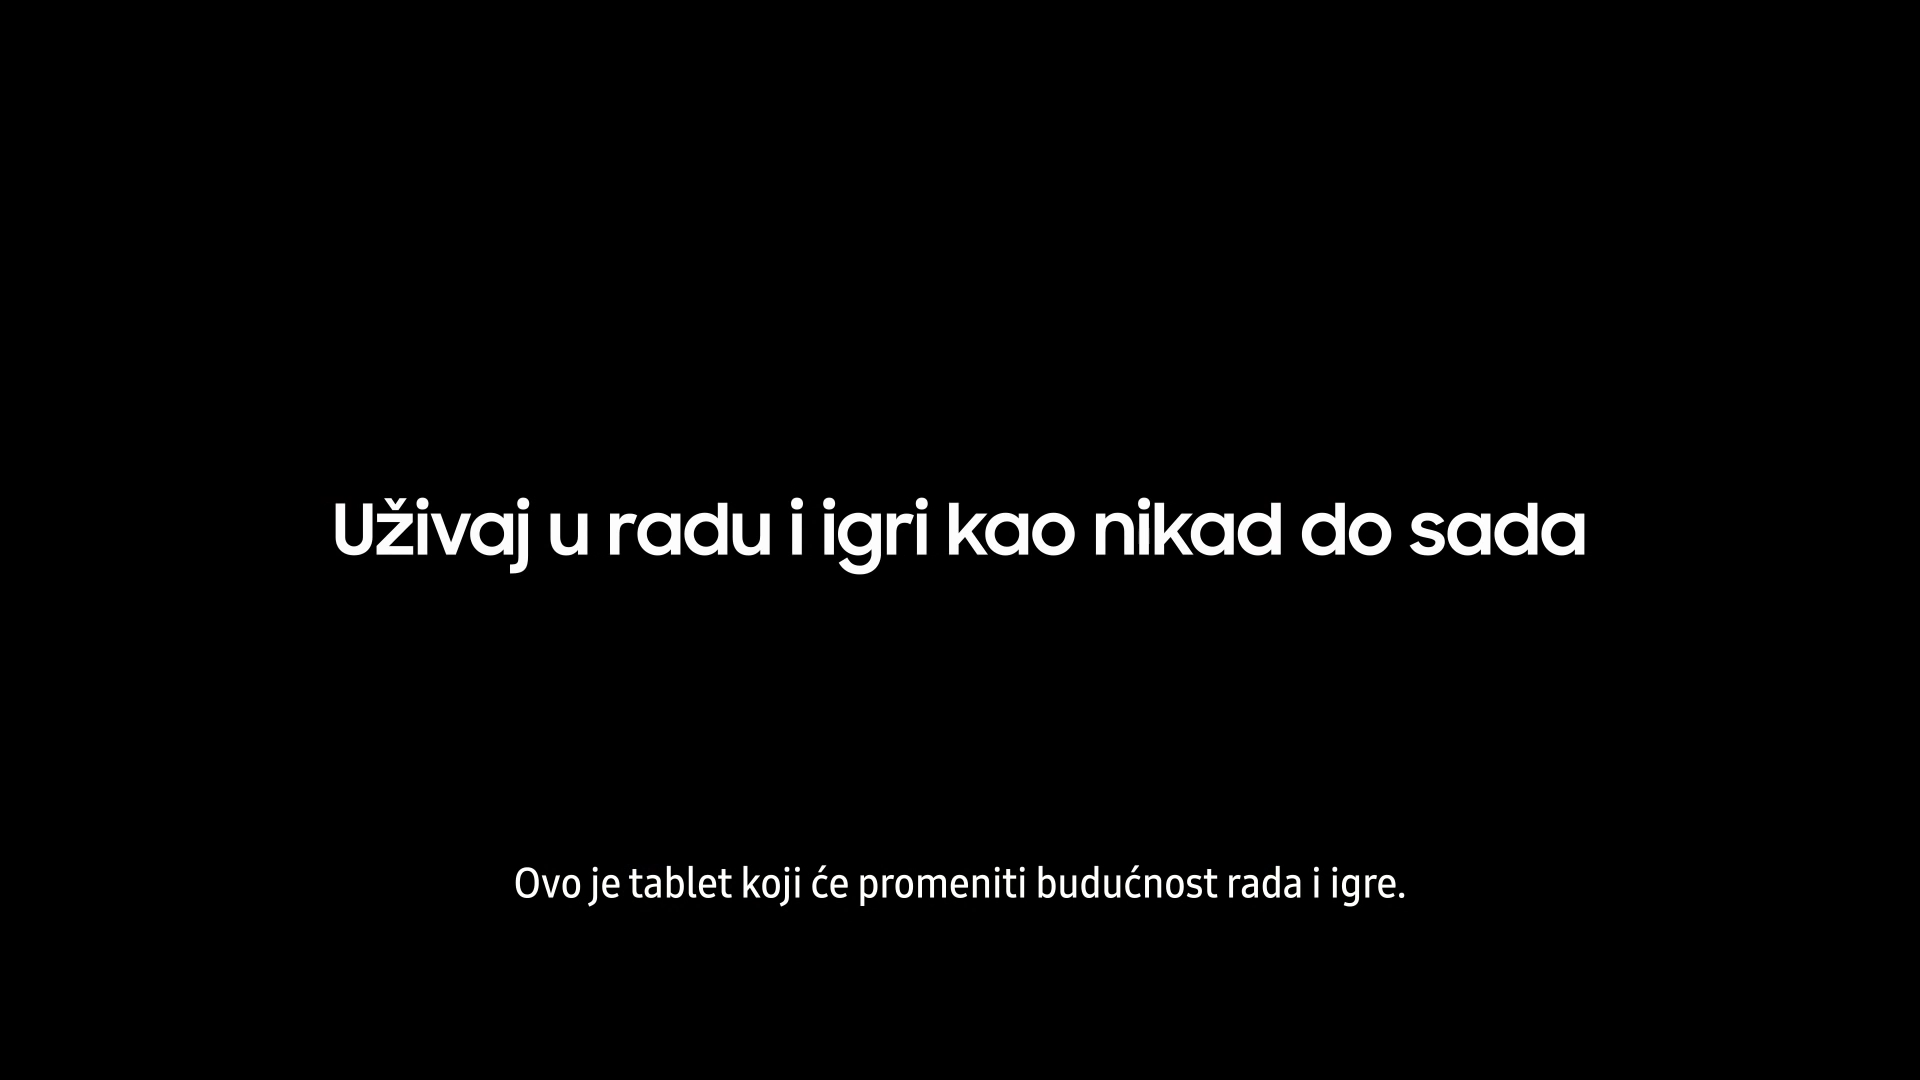 Uživaj u radu i igri kao nikad do sada
Ovo je tablet koji će promeniti budućnost rada i igre.